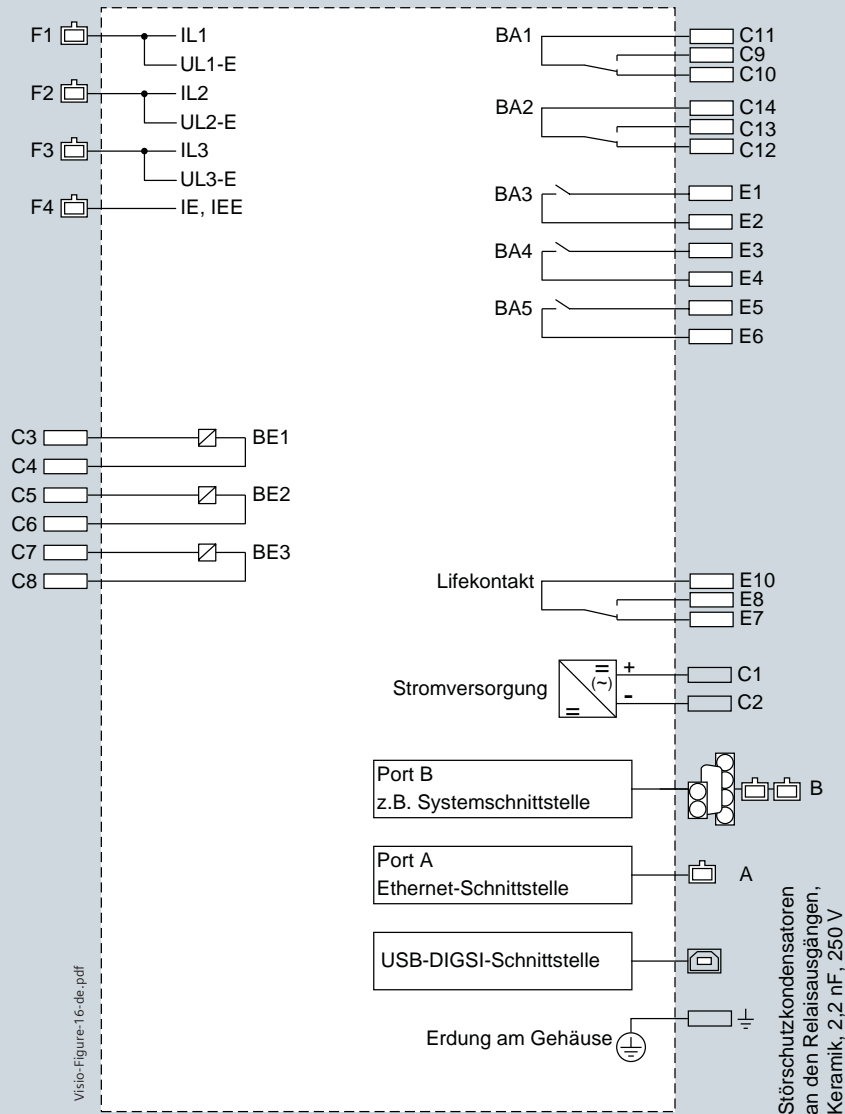 F1
IL1
UL1-E
F2
IL2
UL2-E
F3
IL3
UL3-E
F4
IE, IEE
BA1
C11
C9
C10
BA2
C14
C13
C12
BA3
E1
E2
BA4
E3
E4
BA5
E5
E6
C3
BE1
C4
C5
BE2
C6
C7
BE3
C8
Lifekontakt
E10
E8
E7
Stromversorgung
=
(~)
=
+
-
C1
C2
Port B
z.B. Systemschnittstelle
B
Port A
Ethernet-Schnittstelle
A
USB-DIGSI-Schnittstelle
Erdung am Gehäuse
Störschutzkondensatoren
an den Relaisausgängen,
Keramik, 2,2 nF, 250 V
Visio-Figure-16-de.pdf